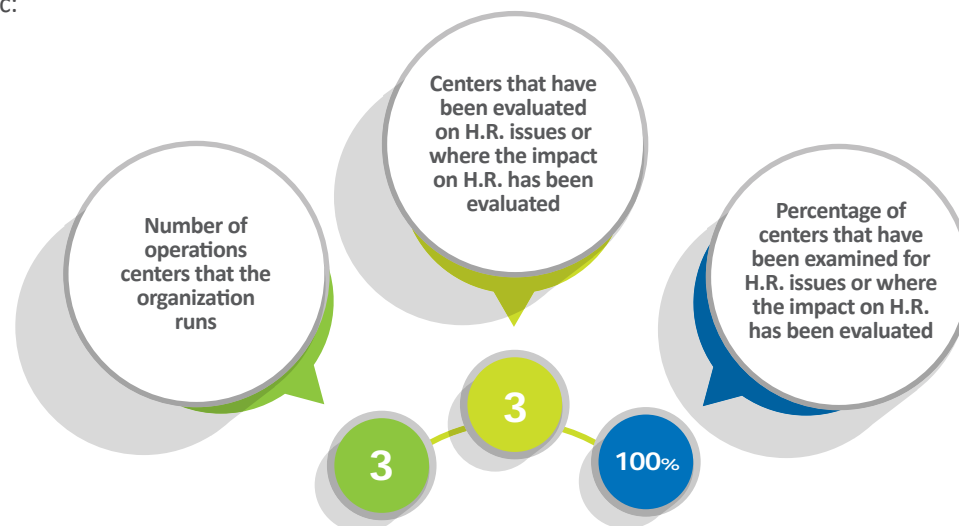 c:
Centers that have
been evaluated
on H.R. issues or
where the impact
on H.R. has been
evaluated
Number of
operations
centers that the
organization
runs
Percentage of
centers that have
been examined for
H.R. issues or where
the impact on H.R.
has been evaluated
3
3
100%